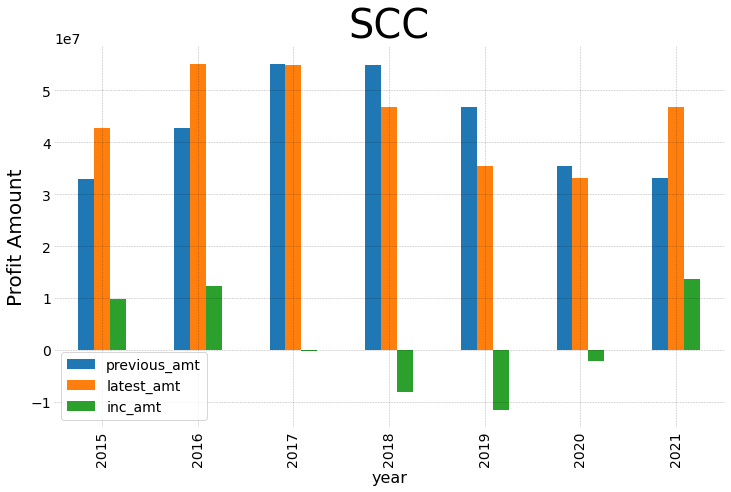 SCC
1e7
Profit Amount
5
4
3
2
1
0
−1
previous_amt
latest_amt
inc_amt
2015
2016
2017
2018
2019
2020
2021
year